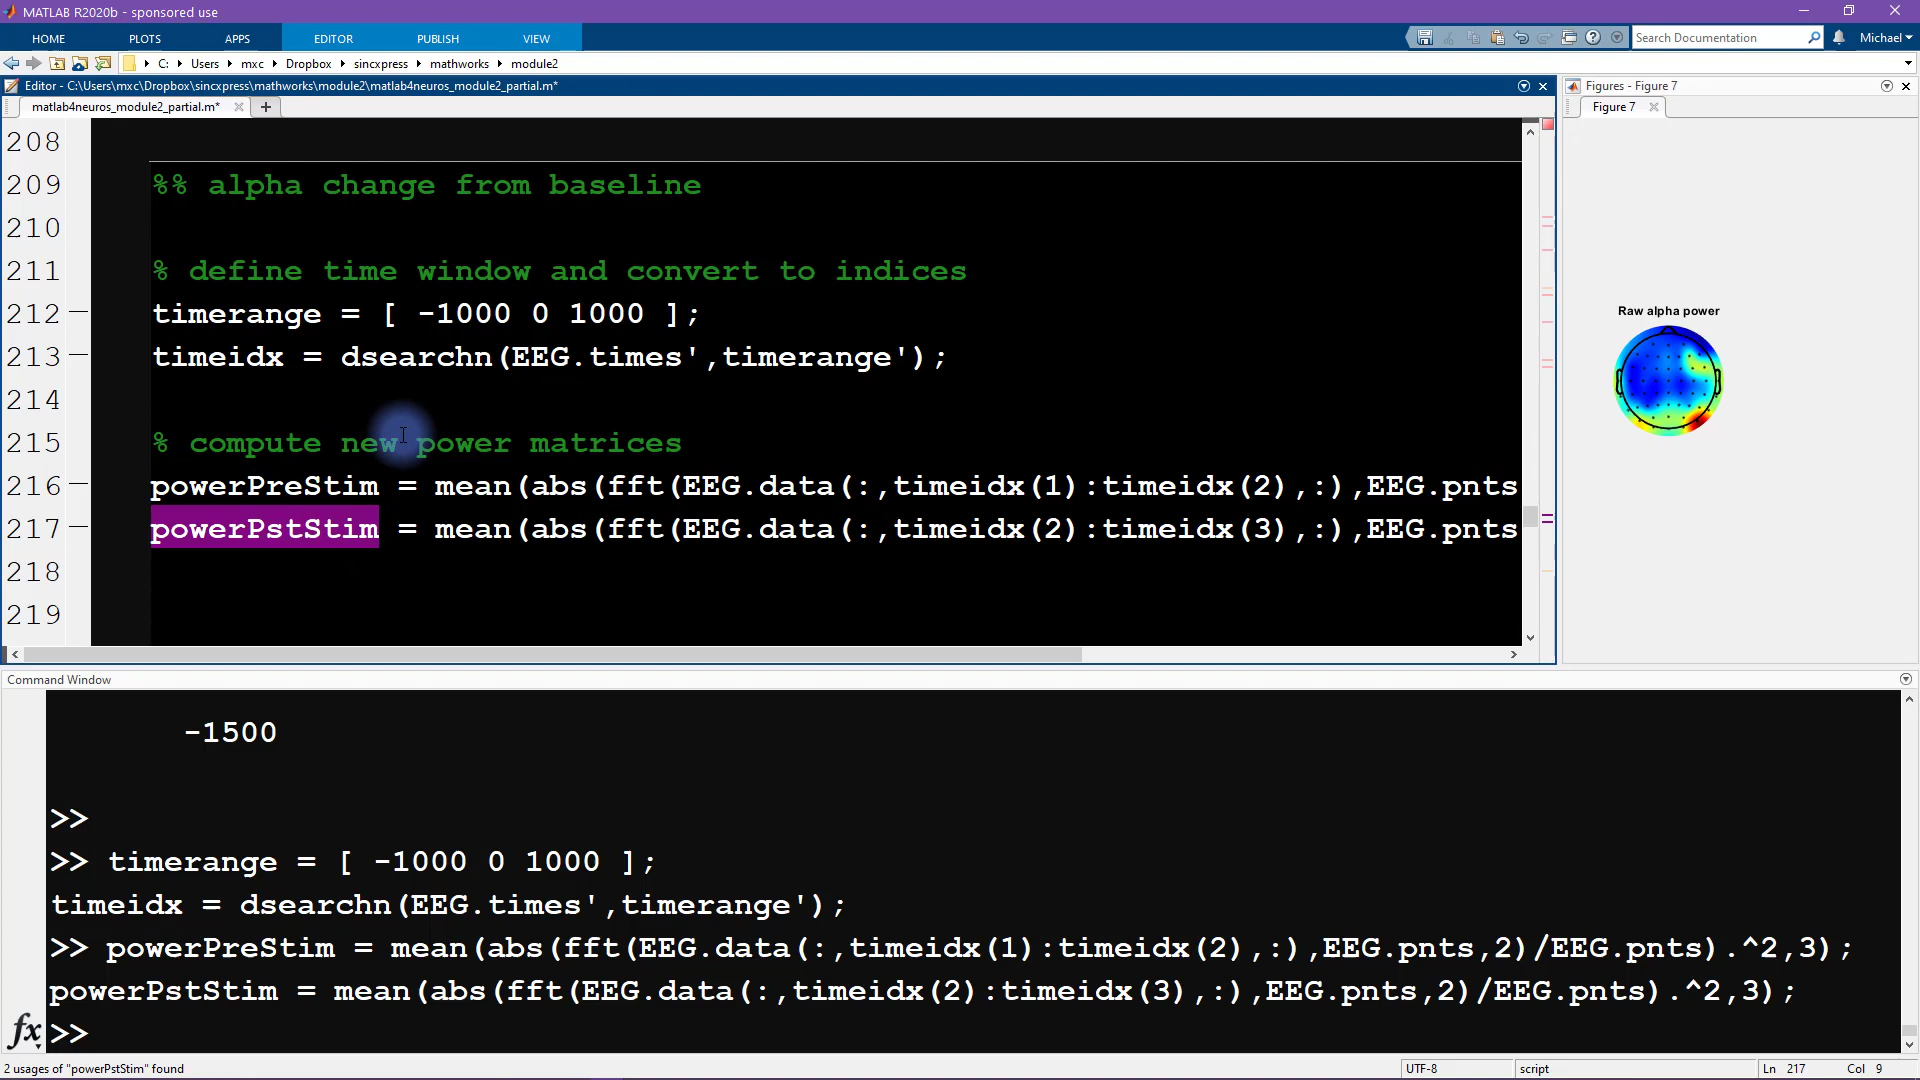 MATLAB R2020b - sponsored use
HOME PLOTS APPS EDITOR PUBLISH VIEW Search Documentation Michael
C: Users mxc Dropbox sincxpress mathworks module2
Editor - C:\Users\mxc\Dropbox\sincxpress\mathworks\module2\matlab4neuros_module2_partial.m*
Figures - Figure 7
matlab4neuros_module2_partial.m*
Figure 7
208
209 %% alpha change from baseline
210
211 % define time window and convert to indices
212 timerange = [ -1000 0 1000 ];
213 timeidx = dsearchn(EEG.times',timerange');
214
215 % compute new power matrices
216 powerPreStim = mean(abs(fft(EEG.data(:,timeidx(1):timeidx(2),:),EEG.pnts
217 powerPstStim = mean(abs(fft(EEG.data(:,timeidx(2):timeidx(3),:),EEG.pnts
218
219
Raw alpha power
Command Window
-1500
>>
>> timerange = [ -1000 0 1000 ];
timeidx = dsearchn(EEG.times',timerange');
>> powerPreStim = mean(abs(fft(EEG.data(:,timeidx(1):timeidx(2),:),EEG.pnts,2)/EEG.pnts).^2,3);
powerPstStim = mean(abs(fft(EEG.data(:,timeidx(2):timeidx(3),:),EEG.pnts,2)/EEG.pnts).^2,3);
fx >>
2 usages of "powerPstStim" found
UTF-8 script Ln 217 Col 9